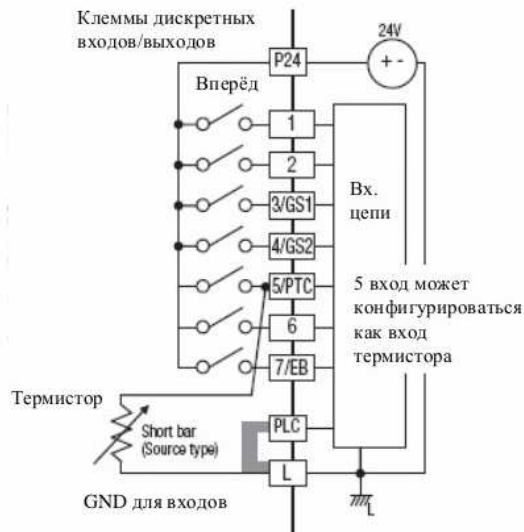 Клеммы дискретных
входов/выходов
24V
P24
+ -
Вперёд
1
2
3/GS1
4/GS2
5/PTC
6
7/EB
Вх.
цепи
5 вход может
конфигурироваться
как вход
термистора
Термистор
Short bar
(Source type)
PLC
L
L
GND для входов